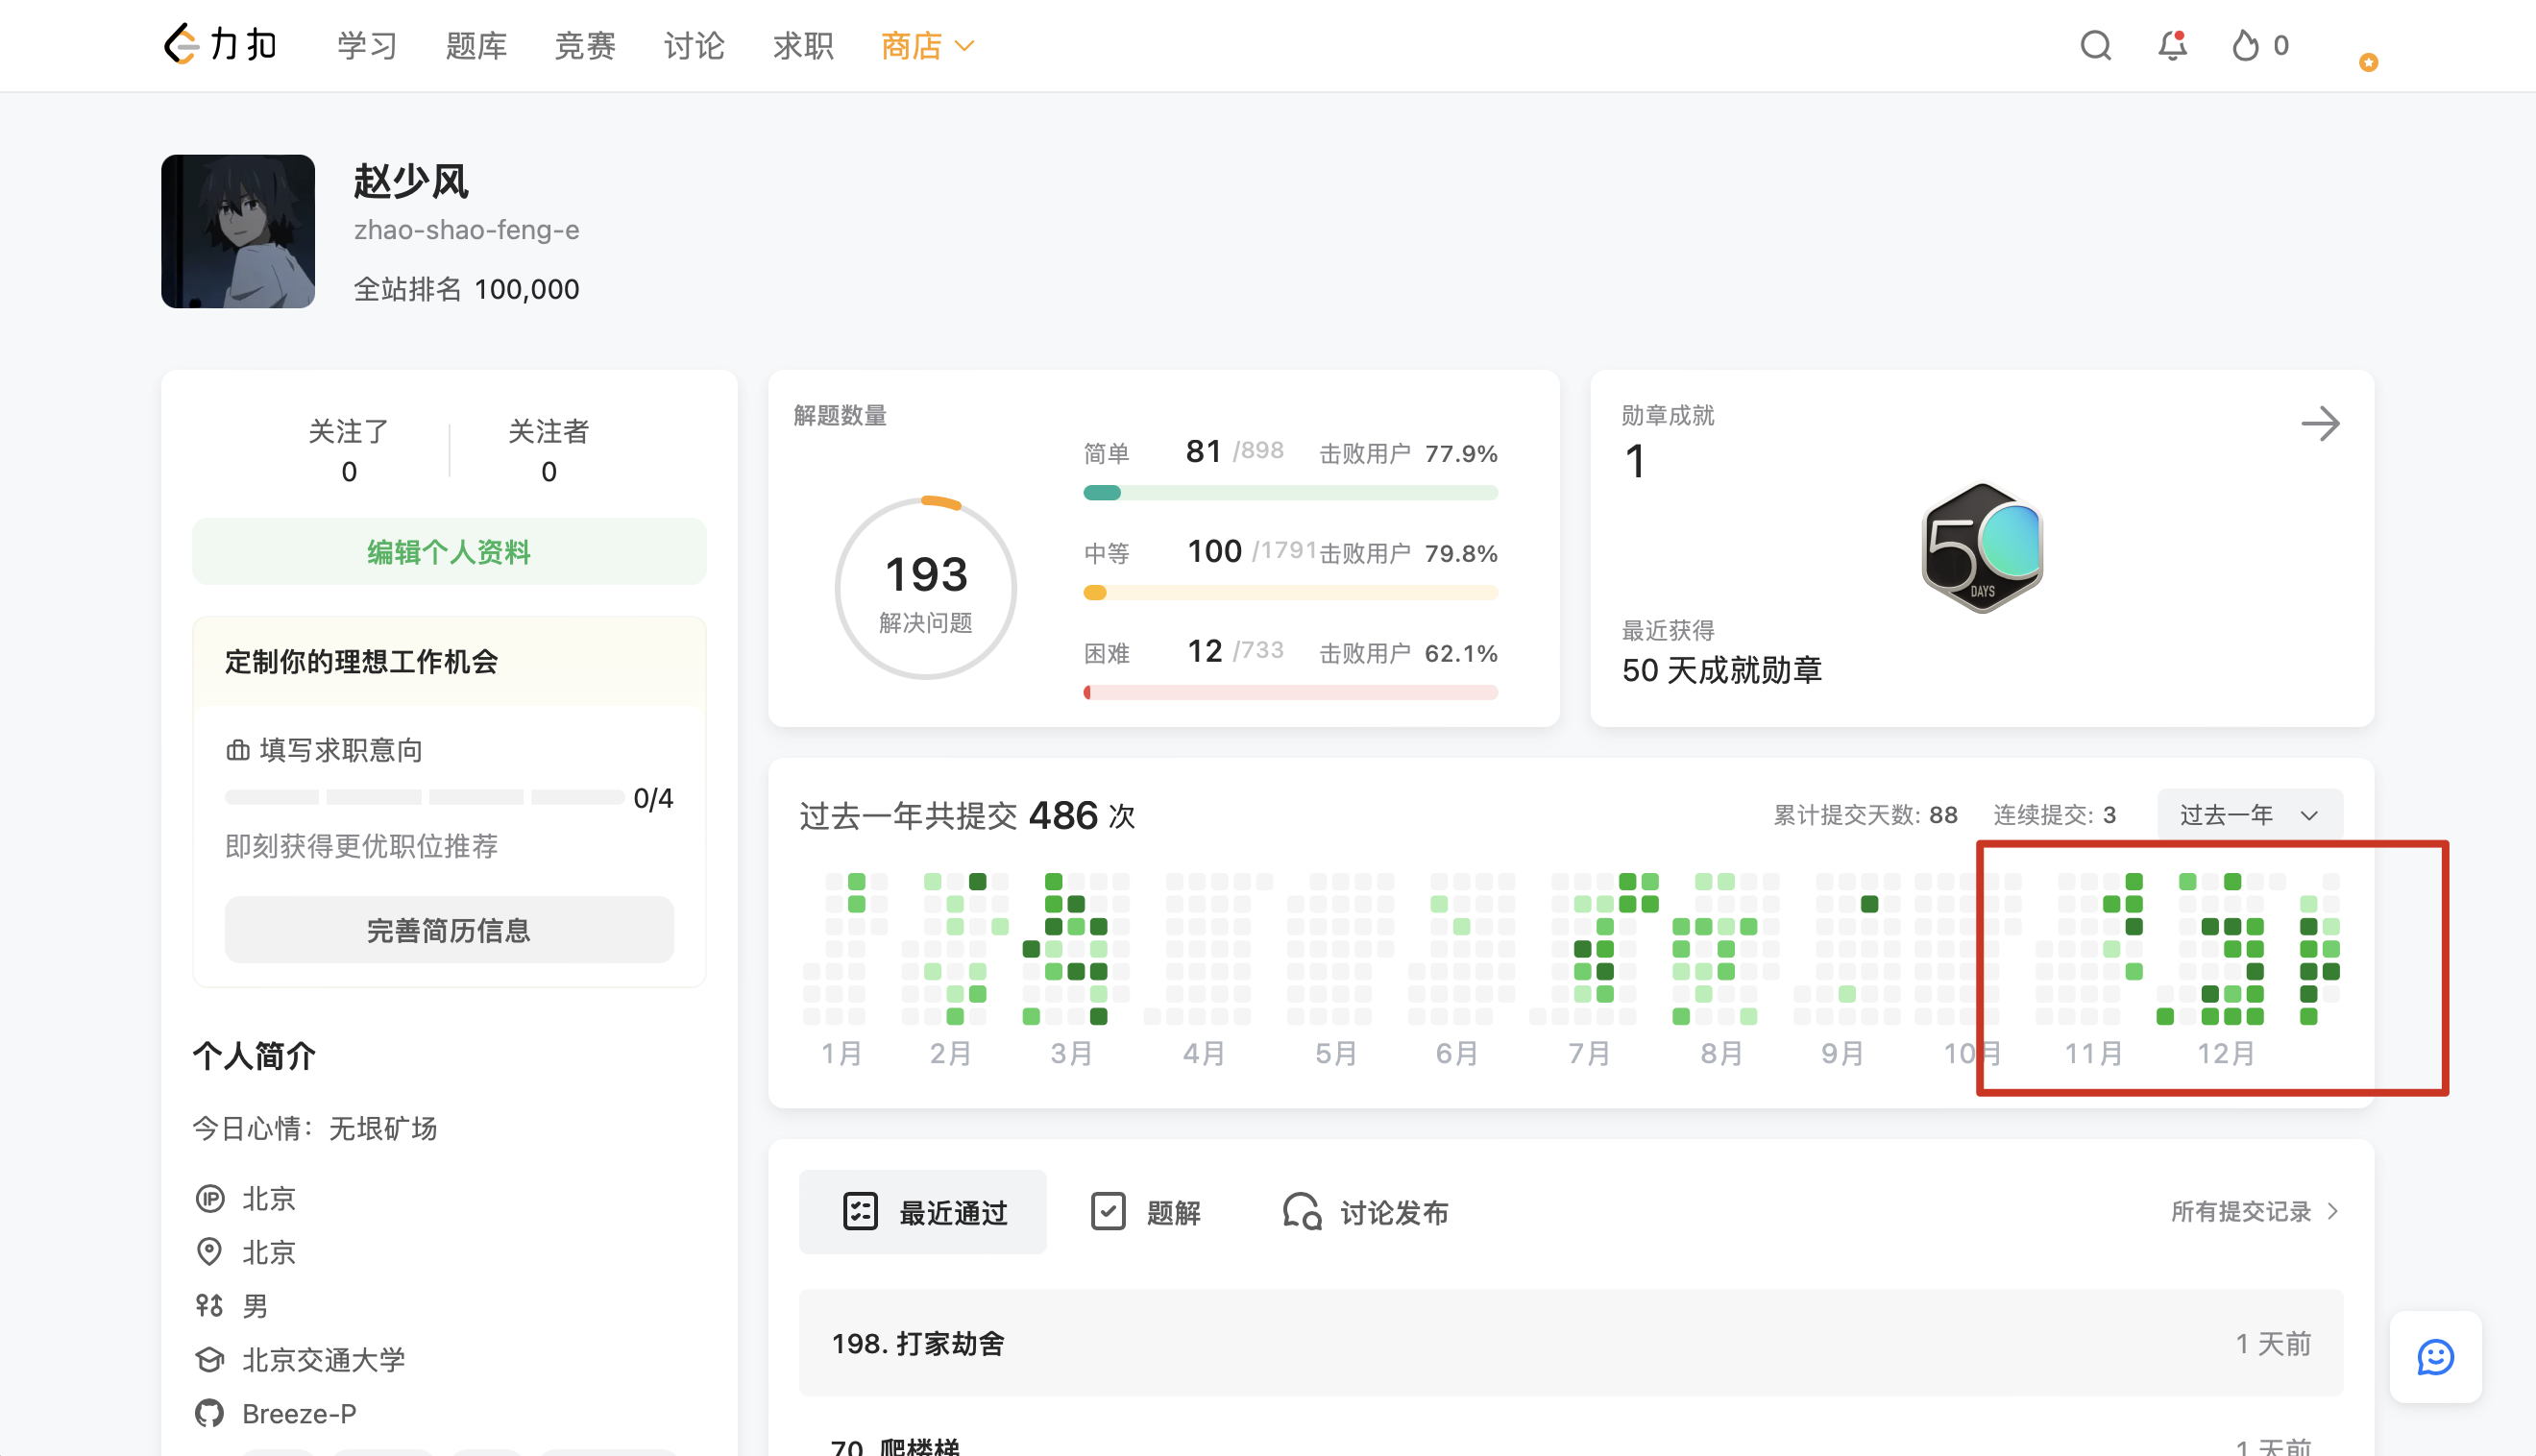 力扣 学习 题库 竞赛 讨论 求职 商店 0
赵少风
zhao-shao-feng-e
全站排名 100,000
关注了 关注者
0 0
编辑个人资料
定制你的理想工作机会
填写求职意向
0/4
即刻获得更优职位推荐
完善简历信息
个人简介
今日心情：无垠矿场
IP 北京
北京
男
北京交通大学
Breeze-P
解题数量
193
解决问题
简单 81 /898 击败用户 77.9%
中等 100 /1791 击败用户 79.8%
困难 12 /733 击败用户 62.1%
勋章成就
1
50
DAYS
最近获得
50 天成就勋章
过去一年共提交 486 次
累计提交天数: 88 连续提交: 3 过去一年
1月 2月 3月 4月 5月 6月 7月 8月 9月 10月 11月 12月
最近通过 题解 讨论发布 所有提交记录
198. 打家劫舍 1 天前
70. 爬楼梯 1 天前